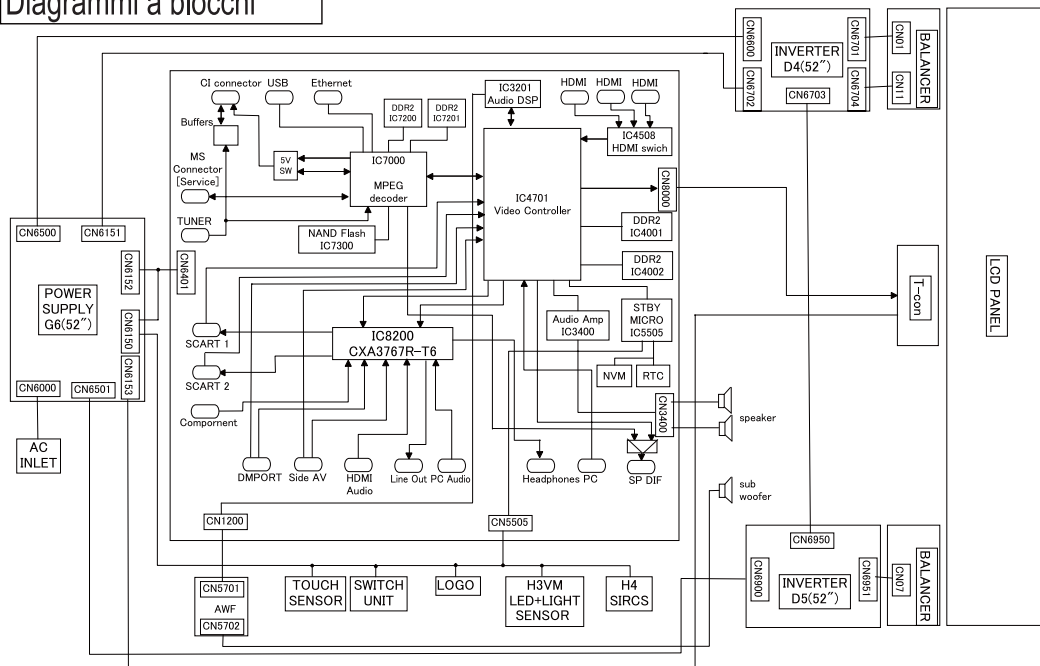 Diagrammi a blocchi
CN6600
INVERTER
D4(52″)
CN6701
CN01
BALANCER
CN6702
CN6703
CN6704
CN11
CI connector
USB
Ethernet
IC3201
Audio DSP
HDMI
HDMI
HDMI
DDR2
IC7200
DDR2
IC7201
Buffers
IC4508
HDMI swich
5V
SW
IC7000
MPEG
decoder
MS
Connector
[Service]
IC4701
Video Controller
CN8000
TUNER
NAND Flash
IC7300
DDR2
IC4001
DDR2
IC4002
CN6500
CN6151
CN6152
CN6401
POWER
SUPPLY
G6(52″)
CN6150
CN6153
CN6000
CN6501
AC
INLET
SCART 1
SCART 2
Comporment
IC8200
CXA3767R-T6
Audio Amp
IC3400
STBY
MICRO
IC5505
NVM
RTC
CN3400
speaker
T-con
LCD PANEL
DMPORT
Side AV
HDMI
Audio
Line Out
PC Audio
Headphones
PC
SP DIF
sub
woofer
CN1200
CN5505
CN5701
AWF
CN5702
TOUCH
SENSOR
SWITCH
UNIT
LOGO
H3VM
LED+LIGHT
SENSOR
H4
SIRCS
CN6950
CN6900
INVERTER
D5(52″)
CN6951
CN07
BALANCER